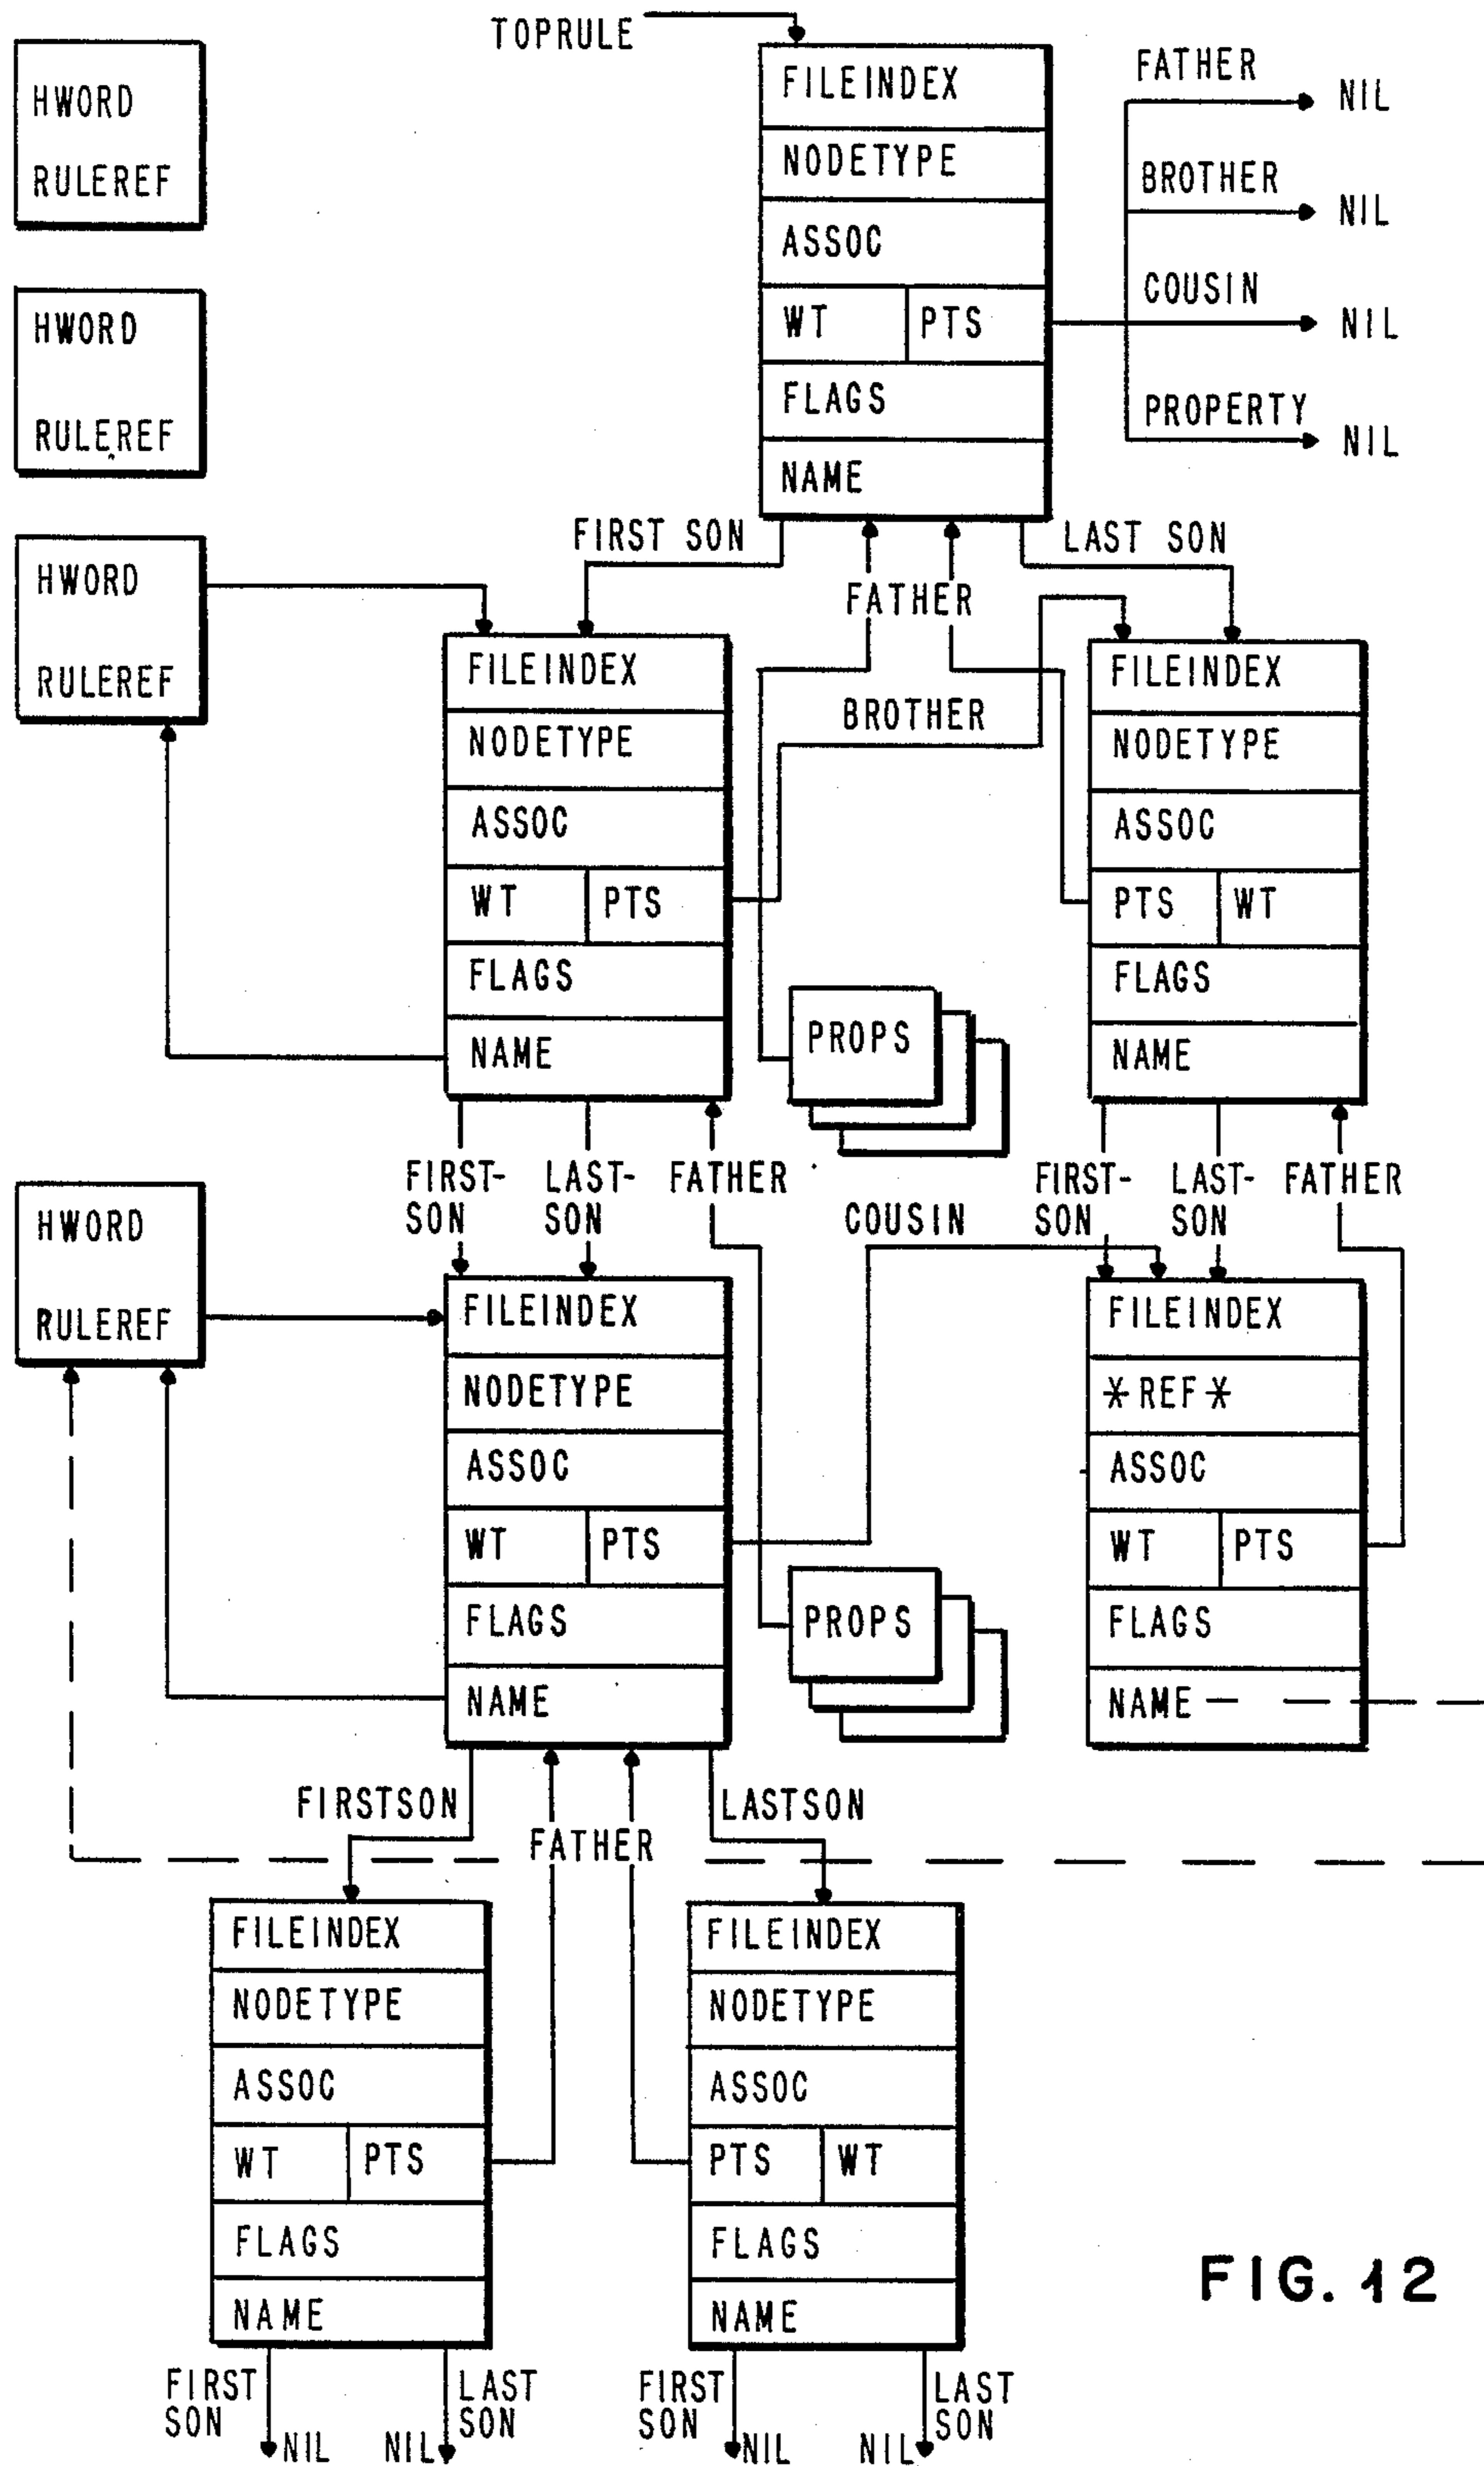 TOPRULE
HWORD
RULEREF
FILEINDEX
NODETYPE
ASSOC
WT PTS
FLAGS
NAME
FATHER NIL
BROTHER NIL
COUSIN NIL
PROPERTY NIL
HWORD
RULEREF
FIRST SON
FATHER
LAST SON
HWORD
RULEREF
FILEINDEX
NODETYPE
ASSOC
WT PTS
FLAGS
NAME
BROTHER
PROPS
FILEINDEX
NODETYPE
ASSOC
PTS WT
FLAGS
NAME
FIRST-
SON
LAST-
SON
FATHER
COUSIN
FIRST-
SON
LAST-
SON
FATHER
HWORD
RULEREF
FILEINDEX
NODETYPE
ASSOC
WT PTS
FLAGS
NAME
PROPS
FILEINDEX
*REF*
ASSOC
WT PTS
FLAGS
NAME
FIRSTSON
FATHER
LASTSON
FILEINDEX
NODETYPE
ASSOC
WT PTS
FLAGS
NAME
FILEINDEX
NODETYPE
ASSOC
PTS WT
FLAGS
NAME
FIRST
SON
NIL
LAST
SON
NIL
FIRST
SON
NIL
LAST
SON
NIL
FIG. 12